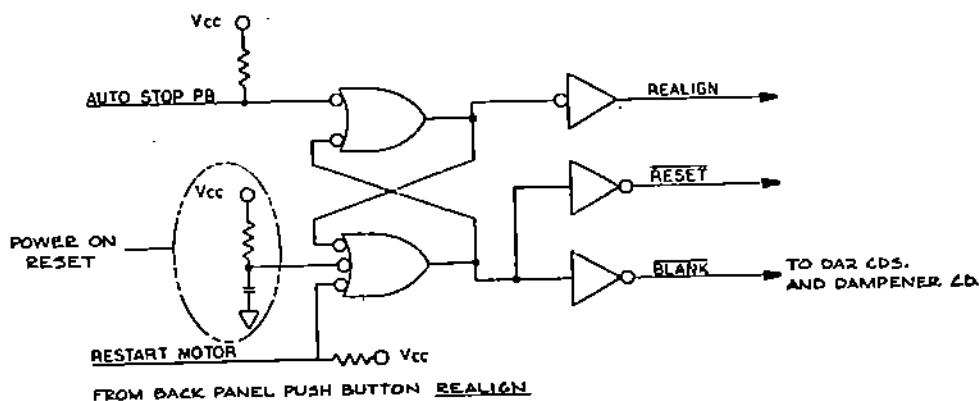 Vcc
AUTO STOP PB
REALIGN
Vcc
RESET
POWER ON
RESET
BLANK
TO DA2 CDS.
AND DAMPENER CD.
RESTART MOTOR
Vcc
FROM BACK PANEL PUSH BUTTON REALIGN